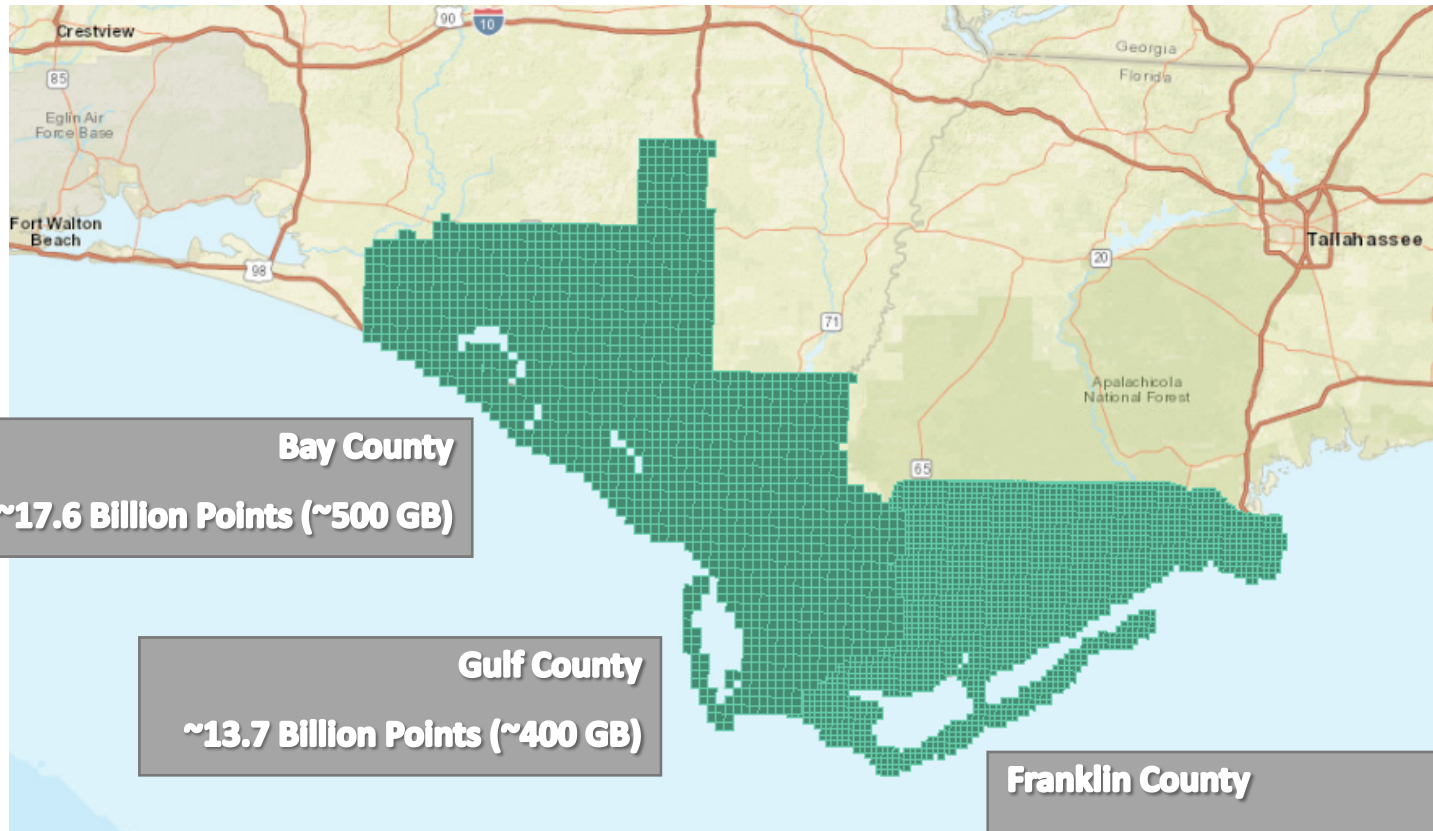 90
10
Crestview
Georgia
Florida
85
Eglin Air
Force Base
Fort Walton
Beach
Tallahassee
98
20
71
Apalachicola
National Forest
Bay County
65
~17.6 Billion Points (~500 GB)
Gulf County
~13.7 Billion Points (~400 GB)
Franklin County